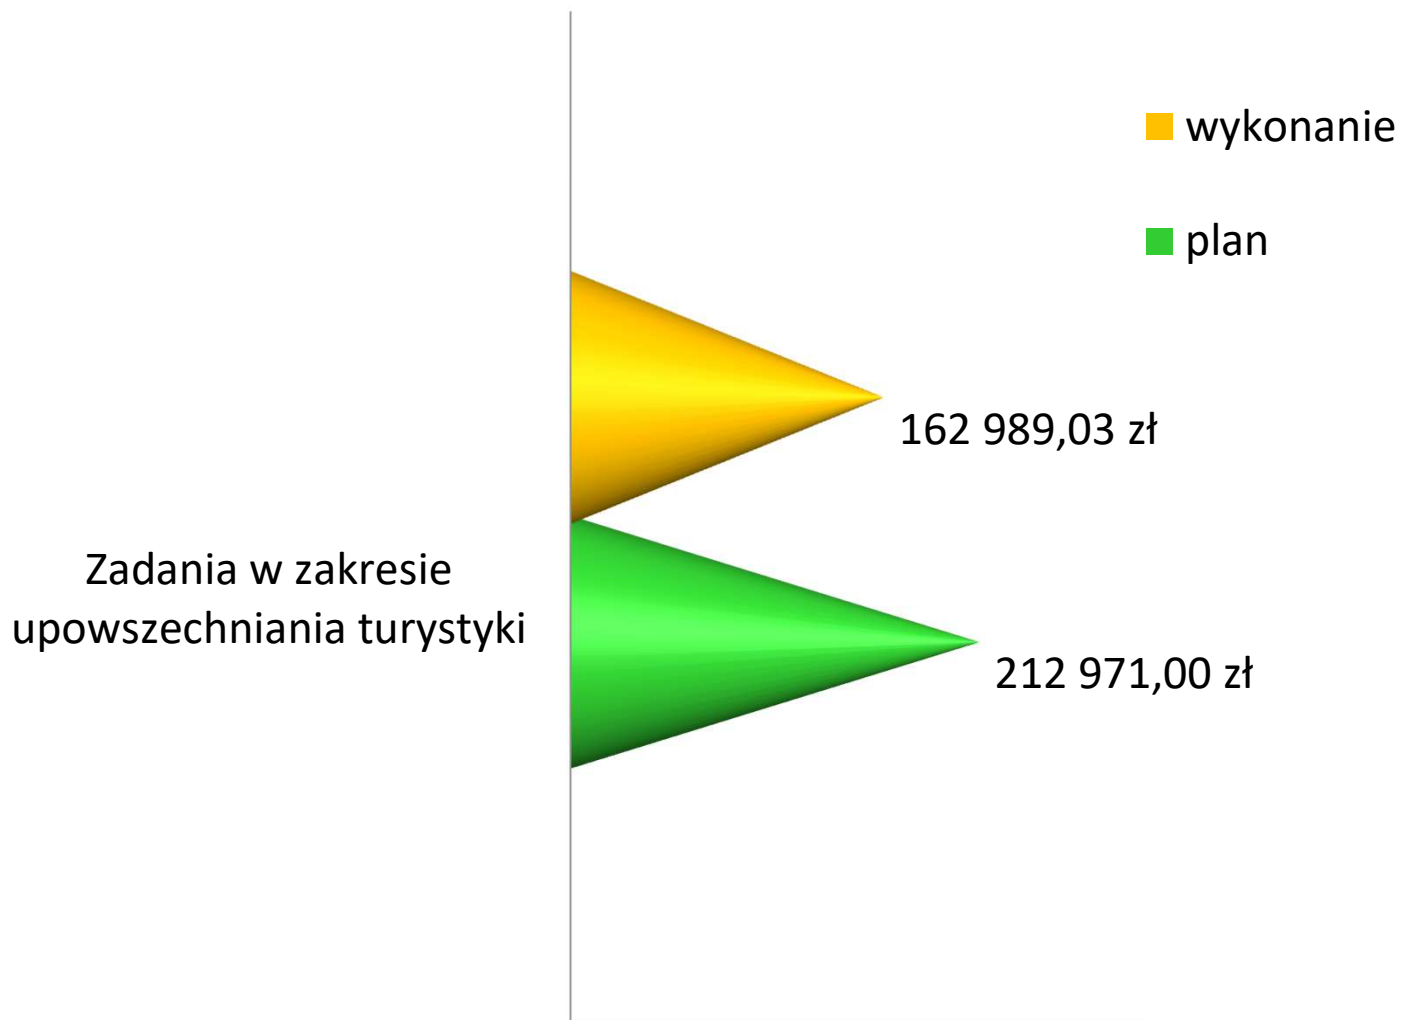 wykonanie
plan
162 989,03 zł
Zadania w zakresie
upowszechniania turystyki
212 971,00 zł